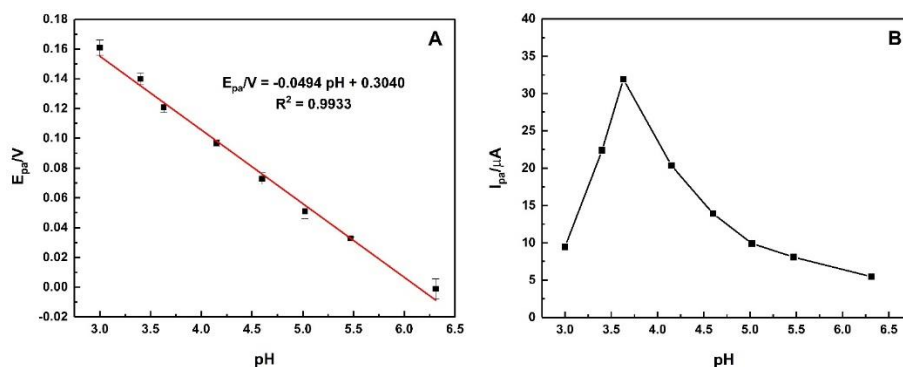 A
E_pa/V = -0.0494 pH + 0.3040
R² = 0.9933
E_pa/V
0.18
0.16
0.14
0.12
0.10
0.08
0.06
0.04
0.02
0.00
-0.02
3.0 3.5 4.0 4.5 5.0 5.5 6.0 6.5
pH
B
I_pa/μA
40
35
30
25
20
15
10
5
0
3.0 3.5 4.0 4.5 5.0 5.5 6.0 6.5
pH